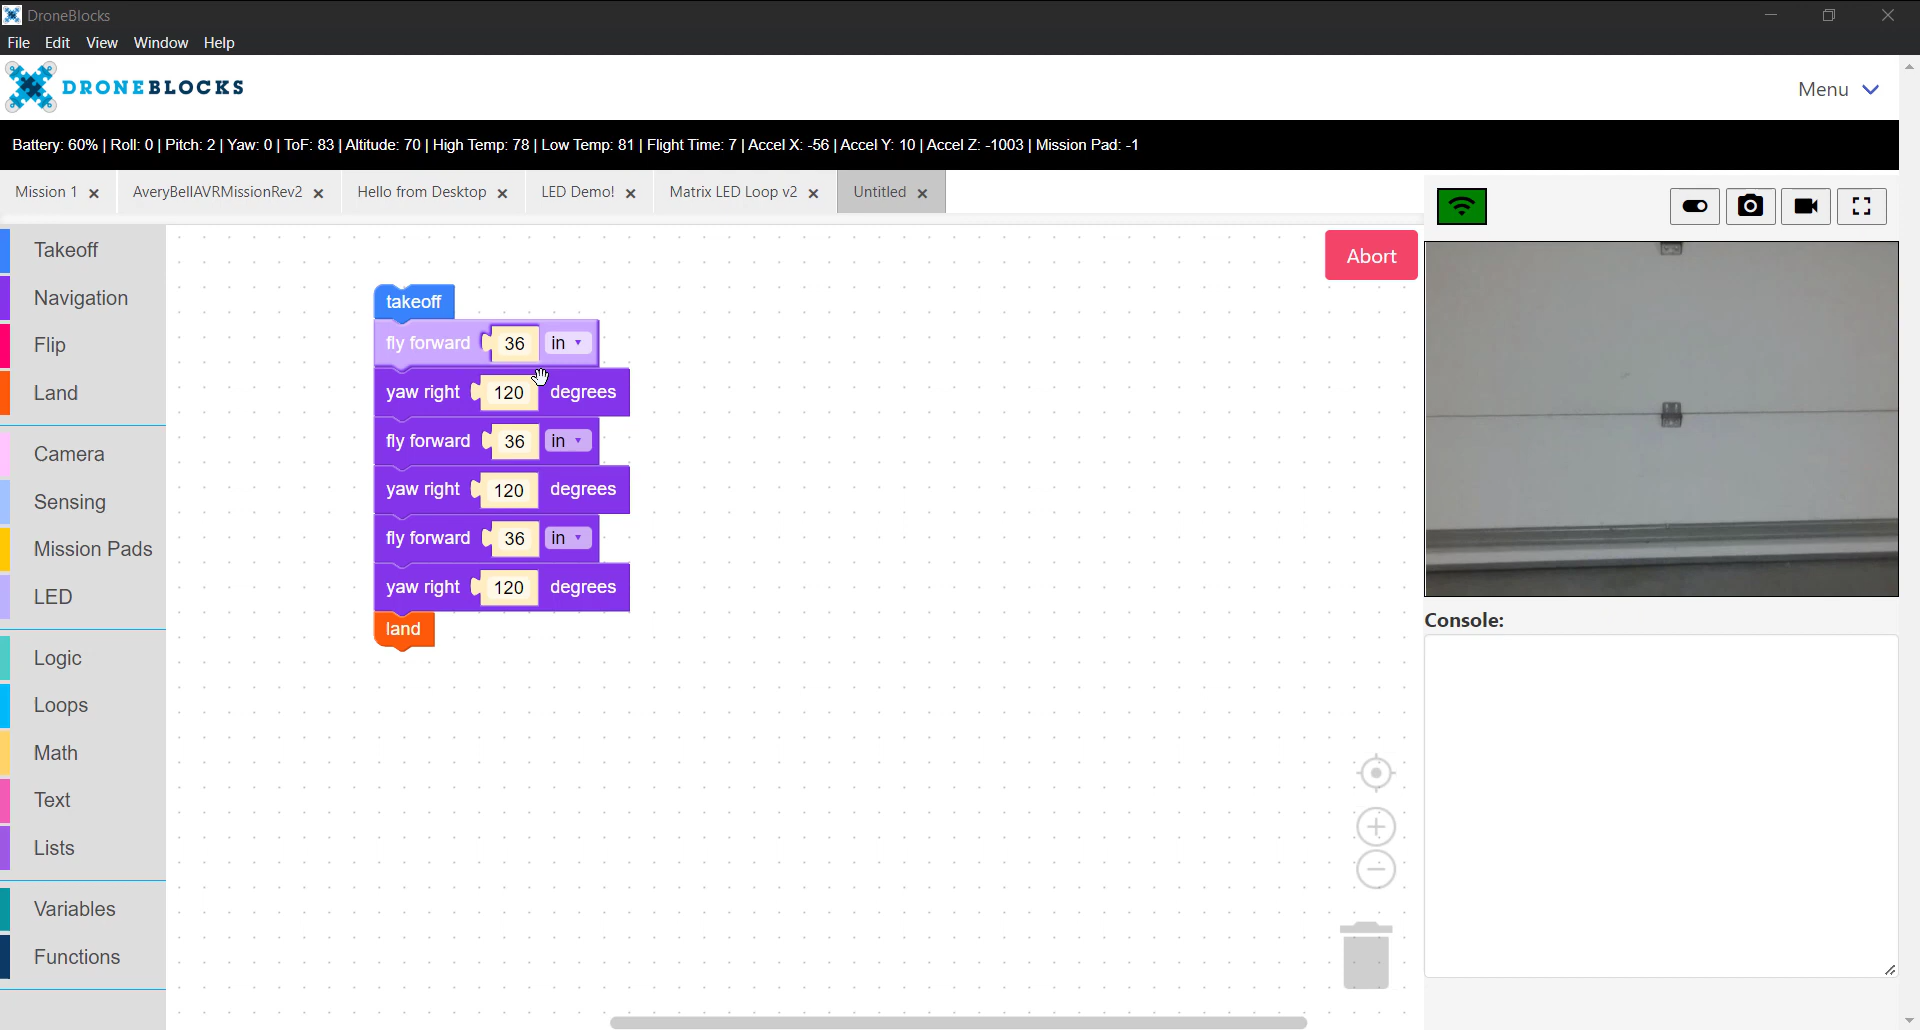 DroneBlocks
File Edit View Window Help
DRONEBLOCKS
Menu
Battery: 60% | Roll: 0 | Pitch: 2 | Yaw: 0 | ToF: 83 | Altitude: 70 | High Temp: 78 | Low Temp: 81 | Flight Time: 7 | Accel X: -56 | Accel Y: 10 | Accel Z: -1003 | Mission Pad: -1
Mission 1 AveryBellAVRMissionRev2 Hello from Desktop LED Demo! Matrix LED Loop v2 Untitled
Takeoff
Navigation
Flip
Land
Camera
Sensing
Mission Pads
LED
Logic
Loops
Math
Text
Lists
Variables
Functions
Abort
takeoff
fly forward 36 in
yaw right 120 degrees
fly forward 36 in
yaw right 120 degrees
fly forward 36 in
yaw right 120 degrees
land
Console: